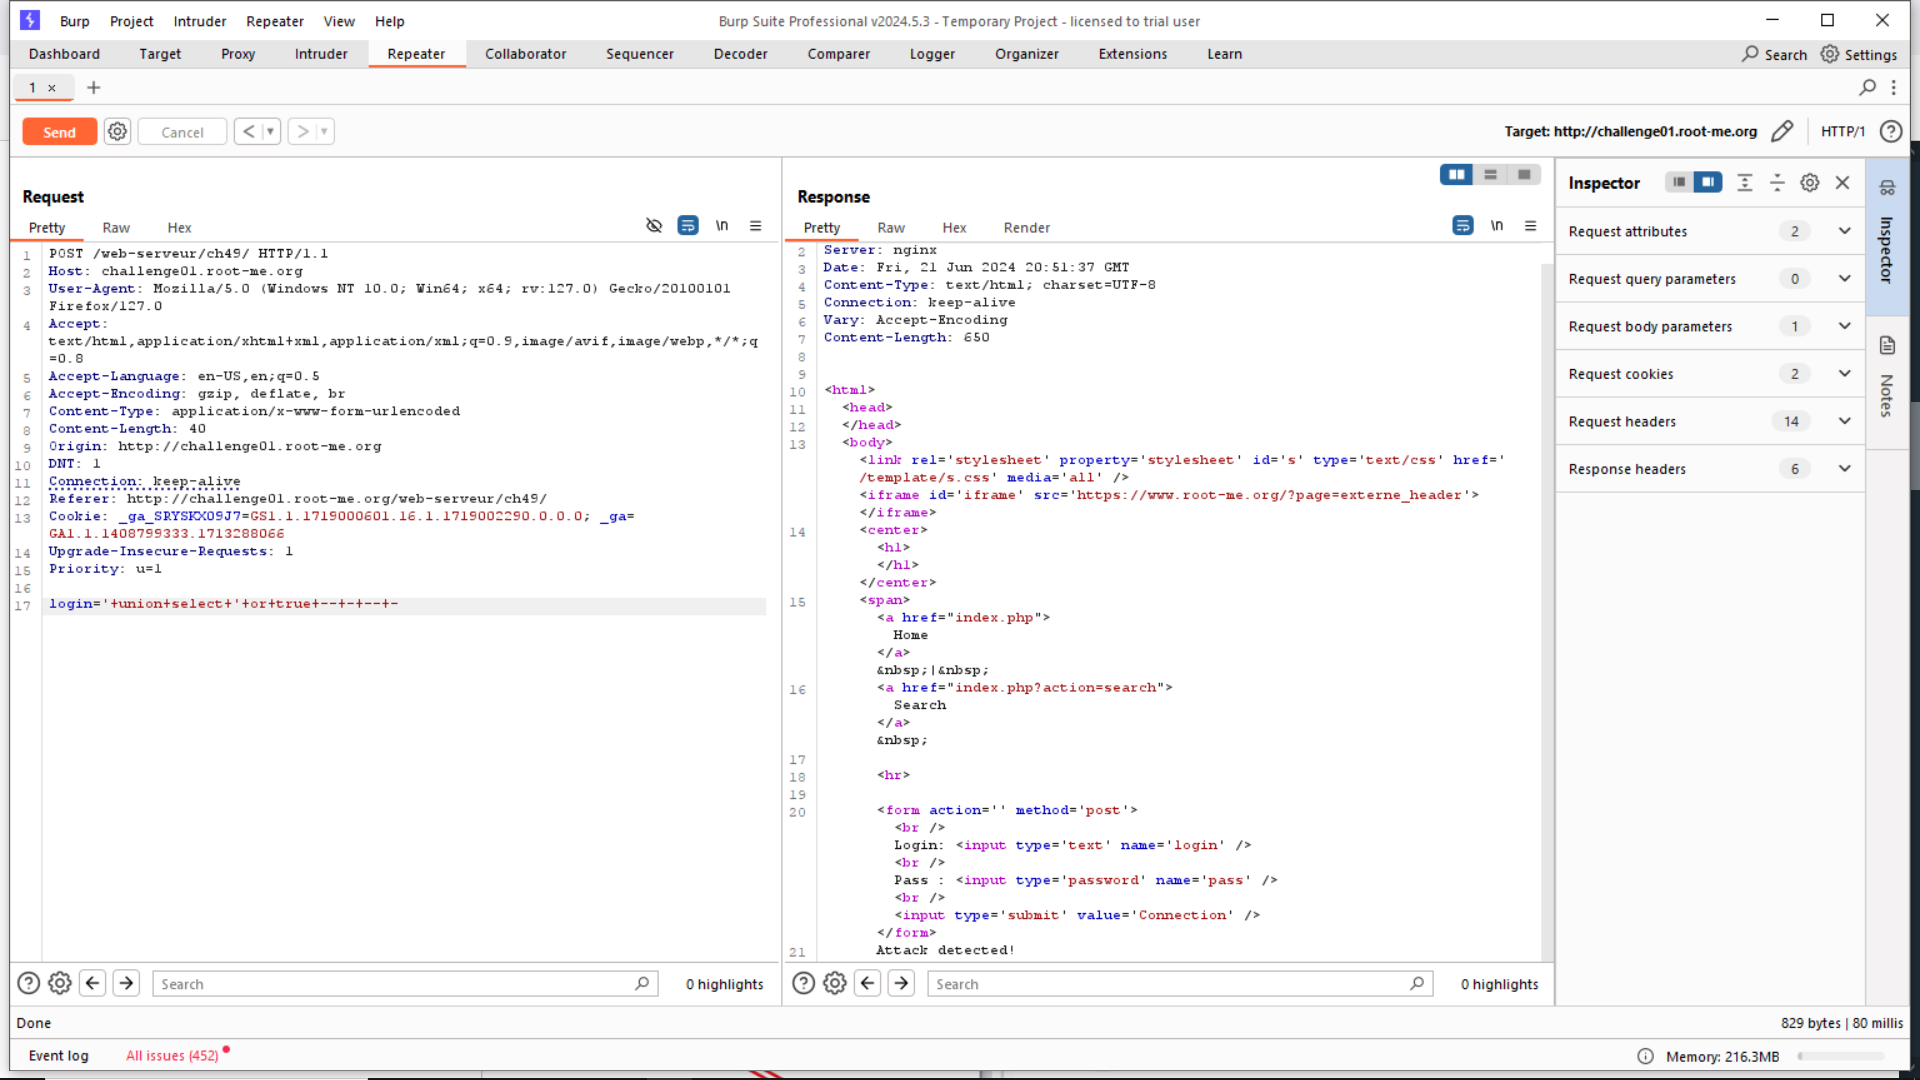 Burp Project Intruder Repeater View Help
Burp Suite Professional v2024.5.3 - Temporary Project - licensed to trial user
Dashboard Target Proxy Intruder Repeater Collaborator Sequencer Decoder Comparer Logger Organizer Extensions Learn
Search Settings
1 × +
Send Cancel < >
Target: http://challenge01.root-me.org HTTP/1
Request
Pretty Raw Hex
\n
1 POST /web-serveur/ch49/ HTTP/1.1
2 Host: challenge01.root-me.org
3 User-Agent: Mozilla/5.0 (Windows NT 10.0; Win64; x64; rv:127.0) Gecko/20100101
Firefox/127.0
4 Accept:
text/html,application/xhtml+xml,application/xml;q=0.9,image/avif,image/webp,*/*;q
=0.8
5 Accept-Language: en-US,en;q=0.5
6 Accept-Encoding: gzip, deflate, br
7 Content-Type: application/x-www-form-urlencoded
8 Content-Length: 40
9 Origin: http://challenge01.root-me.org
10 DNT: 1
11 Connection: keep-alive
12 Referer: http://challenge01.root-me.org/web-serveur/ch49/
13 Cookie: _ga_SRYSKX09J7=GS1.1.1719000601.16.1.1719002290.0.0.0; _ga=
GA1.1.1408799333.1713288066
14 Upgrade-Insecure-Requests: 1
15 Priority: u=1
16
17 login='+union+select+'+or+true+--+-+--+-
Search
0 highlights
Response
Pretty Raw Hex Render
\n
2 Server: nginx
3 Date: Fri, 21 Jun 2024 20:51:37 GMT
4 Content-Type: text/html; charset=UTF-8
5 Connection: keep-alive
6 Vary: Accept-Encoding
7 Content-Length: 650
8
9
10 <html>
11 <head>
12 </head>
13 <body>
<link rel='stylesheet' property='stylesheet' id='s' type='text/css' href='
/template/s.css' media='all' />
<iframe id='iframe' src='https://www.root-me.org/?page=externe_header'>
</iframe>
14 <center>
<h1>
</h1>
</center>
15 <span>
<a href="index.php">
Home
</a>
&nbsp;|&nbsp;
16 <a href="index.php?action=search">
Search
</a>
&nbsp;
17
18 <hr>
19
20 <form action='' method='post'>
<br />
Login: <input type='text' name='login' />
<br />
Pass : <input type='password' name='pass' />
<br />
<input type='submit' value='Connection' />
</form>
21 Attack detected!
Search
0 highlights
Inspector
Request attributes 2
Request query parameters 0
Request body parameters 1
Request cookies 2
Request headers 14
Response headers 6
Inspector
Notes
Done
829 bytes | 80 millis
Event log All issues (452)
Memory: 216.3MB